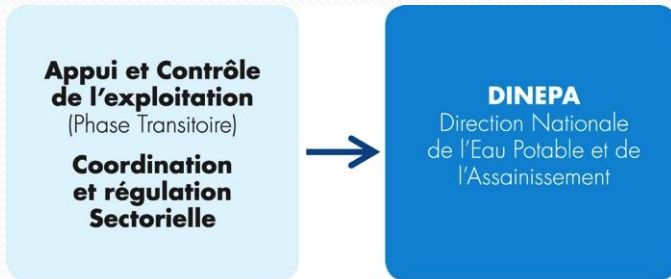 Appui et Contrôle
de l’exploitation
(Phase Transitoire)
Coordination
et régulation
Sectorielle
DINEPA
Direction Nationale
de l’Eau Potable et de
l’Assainissement